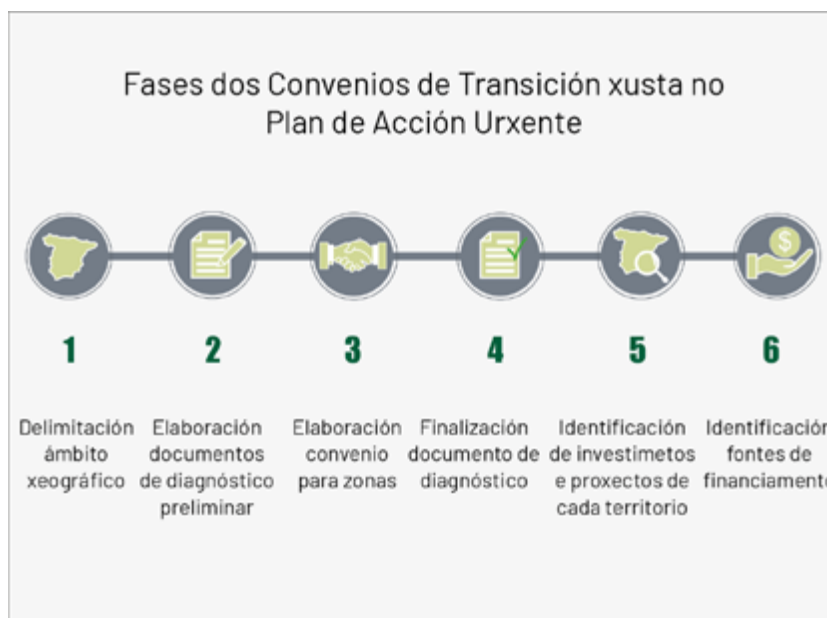 Fases dos Convenios de Transición xusta no
Plan de Acción Urxente
$
1
2
3
4
5
6
Delimitación
ámbito
xeográfico
Elaboración
documentos
de diagnóstico
preliminar
Elaboración
convenio
para zonas
Finalización
documento de
diagnóstico
Identificación
de investimetos
e proxectos de
cada territorio
Identificación
fontes de
financiamento